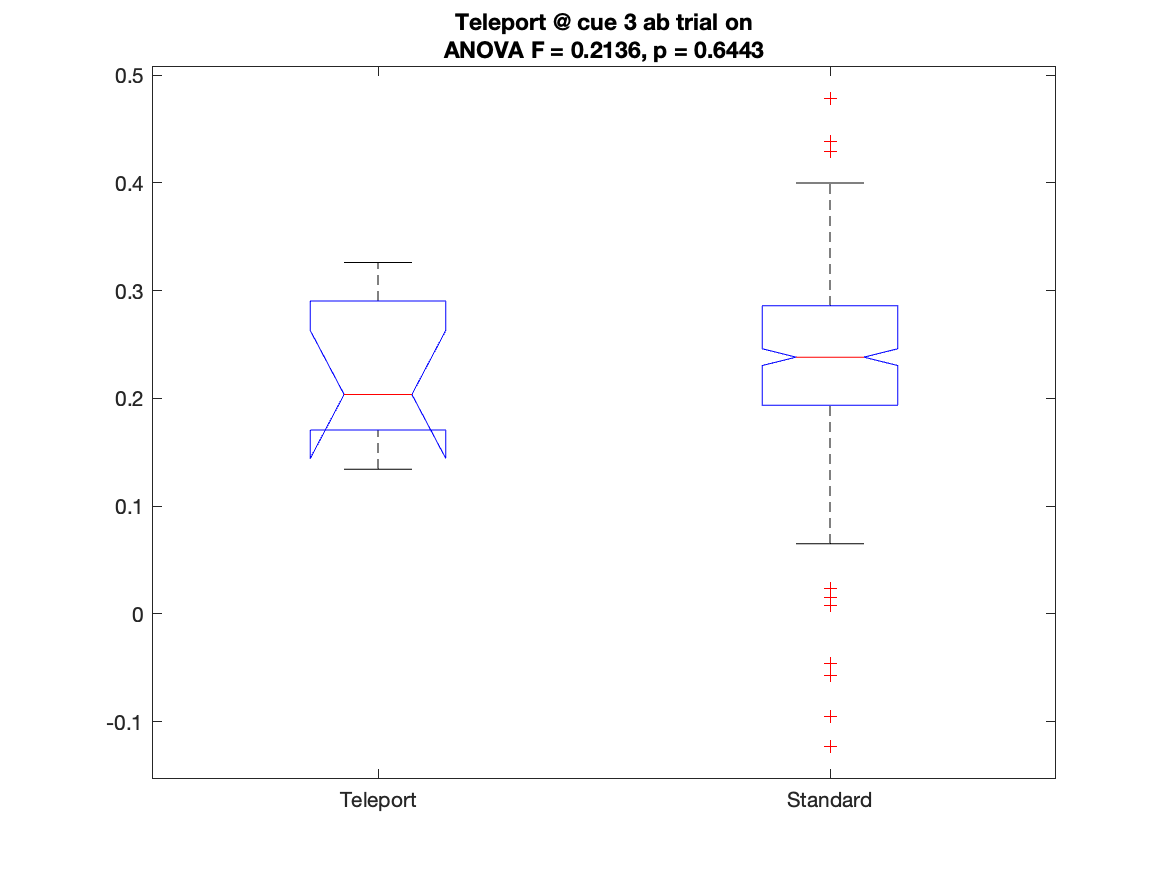 Teleport @ cue 3 ab trial on
ANOVA F = 0.2136, p = 0.6443
0.5
0.4
0.3
0.2
0.1
0
-0.1
Teleport
Standard